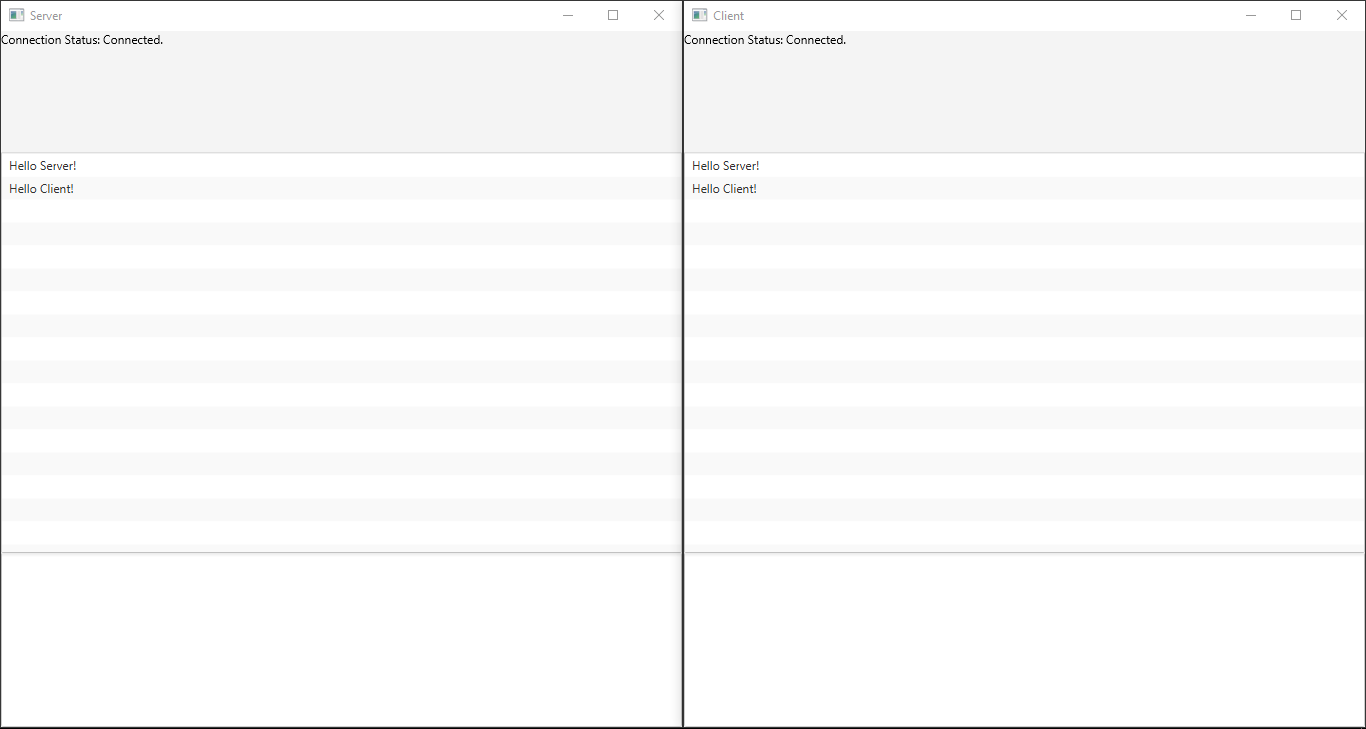 Server
Connection Status: Connected.
Hello Server!
Hello Client!
Client
Connection Status: Connected.
Hello Server!
Hello Client!